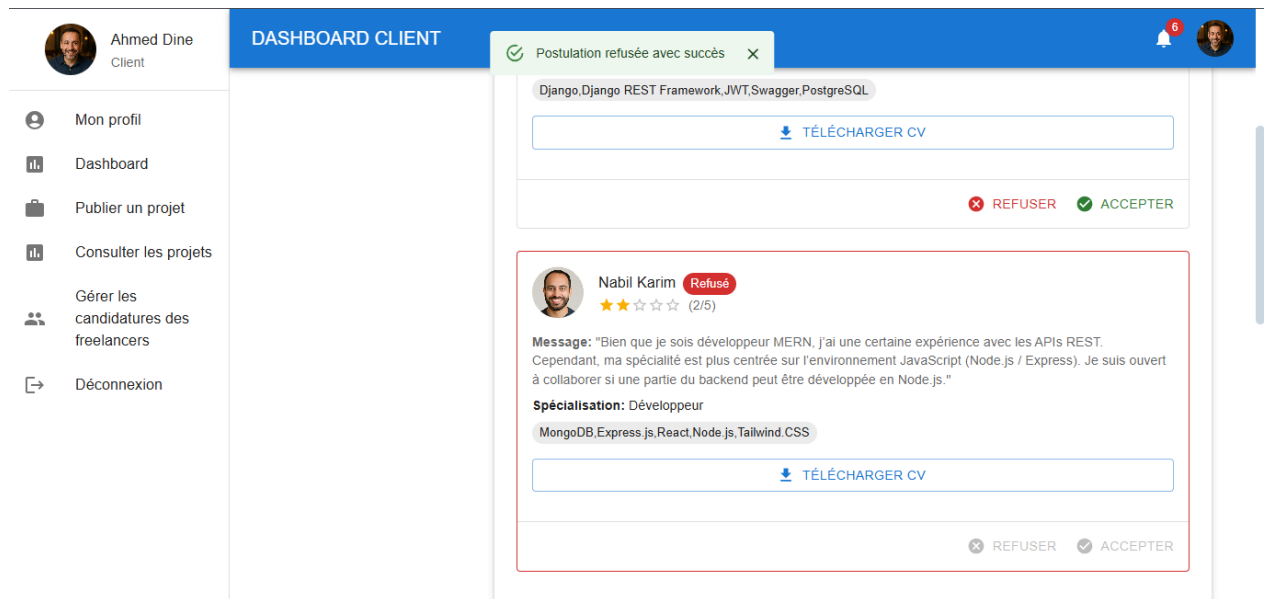 Ahmed Dine
Client
DASHBOARD CLIENT
6
Postulation refusée avec succès
Mon profil
Dashboard
Publier un projet
Consulter les projets
Gérer les
candidatures des
freelancers
Déconnexion
Django,Django REST Framework,JWT,Swagger,PostgreSQL
TÉLÉCHARGER CV
REFUSER ACCEPTER
Nabil Karim Refusé
(2/5)
Message: "Bien que je sois développeur MERN, j'ai une certaine expérience avec les APIs REST.
Cependant, ma spécialité est plus centrée sur l'environnement JavaScript (Node.js / Express). Je suis ouvert
à collaborer si une partie du backend peut être développée en Node.js."
Spécialisation: Développeur
MongoDB,Express.js,React,Node.js,Tailwind.CSS
TÉLÉCHARGER CV
REFUSER ACCEPTER